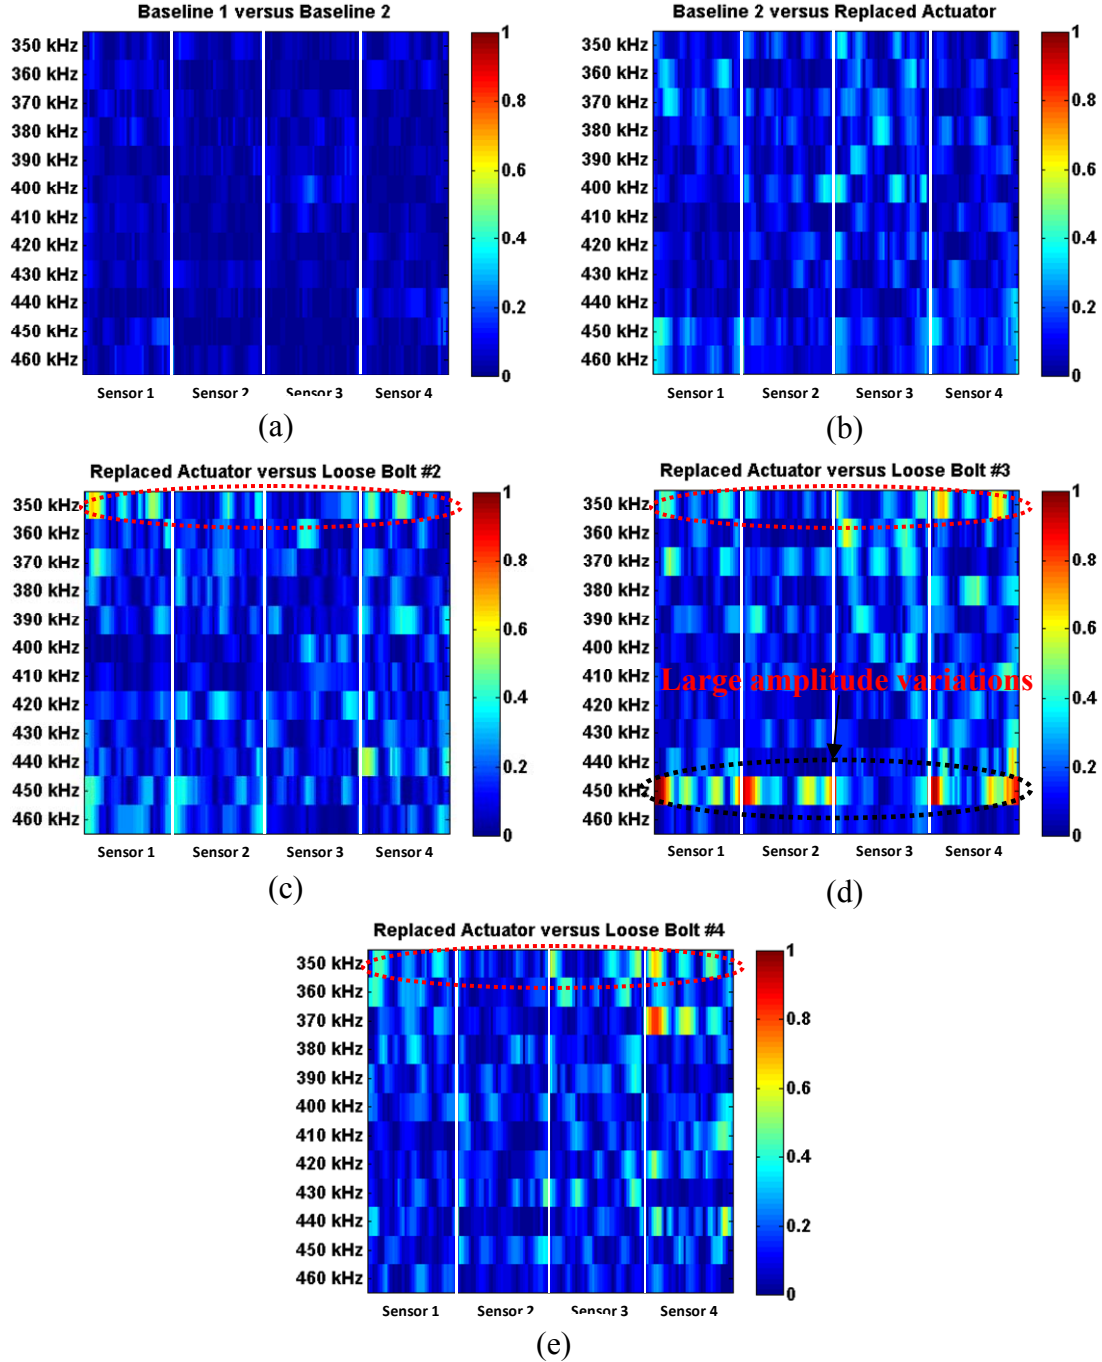 Baseline 1 versus Baseline 2
350 kHz
360 kHz
370 kHz
380 kHz
390 kHz
400 kHz
410 kHz
420 kHz
430 kHz
440 kHz
450 kHz
460 kHz
1
0.8
0.6
0.4
0.2
0
Sensor 1
Sensor 2
Sensor 3
Sensor 4
(a)
Baseline 2 versus Replaced Actuator
350 kHz
360 kHz
370 kHz
380 kHz
390 kHz
400 kHz
410 kHz
420 kHz
430 kHz
440 kHz
450 kHz
460 kHz
1
0.8
0.6
0.4
0.2
0
Sensor 1
Sensor 2
Sensor 3
Sensor 4
(b)
Replaced Actuator versus Loose Bolt #2
350 kHz
360 kHz
370 kHz
380 kHz
390 kHz
400 kHz
410 kHz
420 kHz
430 kHz
440 kHz
450 kHz
460 kHz
1
0.8
0.6
0.4
0.2
0
Sensor 1
Sensor 2
Sensor 3
Sensor 4
(c)
Replaced Actuator versus Loose Bolt #3
350 kHz
360 kHz
370 kHz
380 kHz
390 kHz
400 kHz
410 kHz
Large amplitude variations
420 kHz
430 kHz
440 kHz
450 kHz
460 kHz
1
0.8
0.6
0.4
0.2
0
Sensor 1
Sensor 2
Sensor 3
Sensor 4
(d)
Replaced Actuator versus Loose Bolt #4
350 kHz
360 kHz
370 kHz
380 kHz
390 kHz
400 kHz
410 kHz
420 kHz
430 kHz
440 kHz
450 kHz
460 kHz
1
0.8
0.6
0.4
0.2
0
Sensor 1
Sensor 2
Sensor 3
Sensor 4
(e)